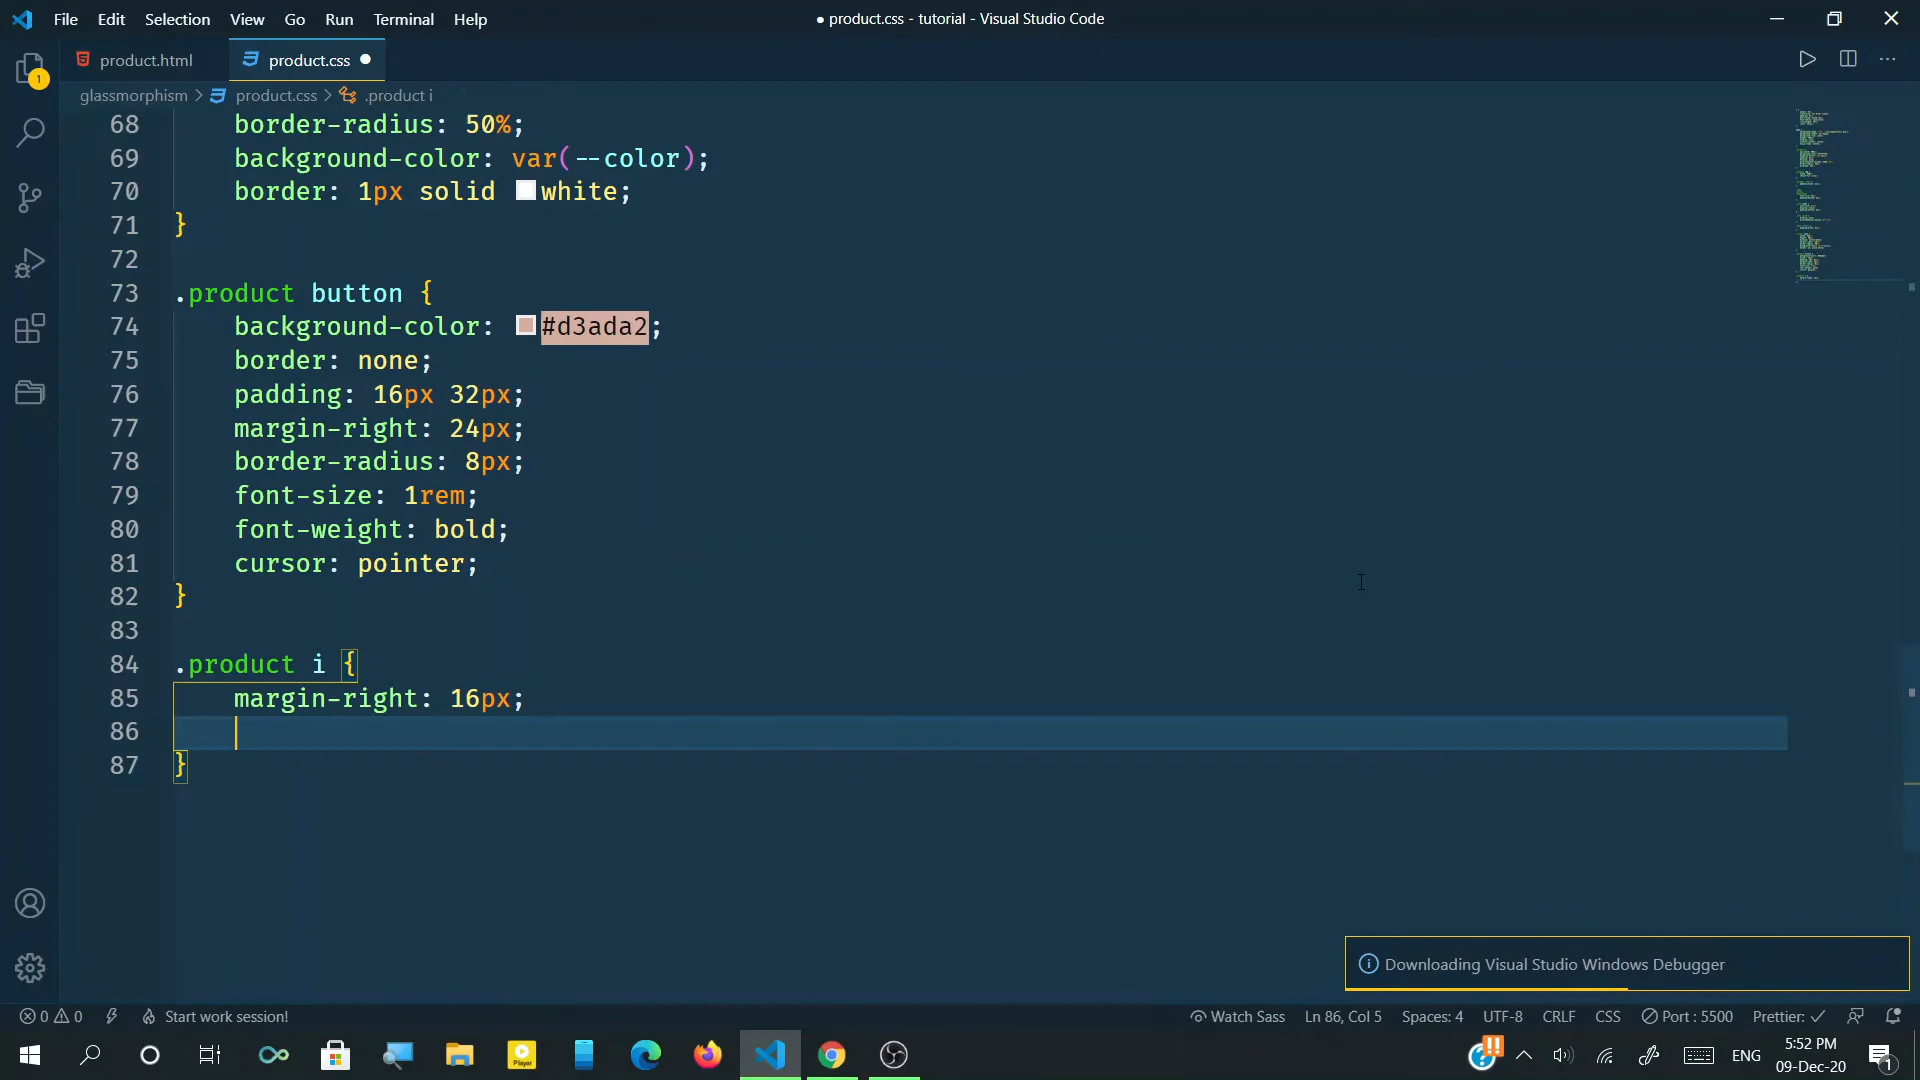 File Edit Selection View Go Run Terminal Help
● product.css - tutorial - Visual Studio Code
product.html
product.css
1
glassmorphism > product.css > .product i
68 border-radius: 50%;
69 background-color: var(--color);
70 border: 1px solid white;
71 }
72
73 .product button {
74 background-color: #d3ada2;
75 border: none;
76 padding: 16px 32px;
77 margin-right: 24px;
78 border-radius: 8px;
79 font-size: 1rem;
80 font-weight: bold;
81 cursor: pointer;
82 }
83
84 .product i {
85 margin-right: 16px;
86
87 }
Downloading Visual Studio Windows Debugger
0 0 Start work session! Watch Sass Ln 86, Col 5 Spaces: 4 UTF-8 CRLF CSS Port : 5500 Prettier: ✓
Player
ENG
5:52 PM
09-Dec-20
1